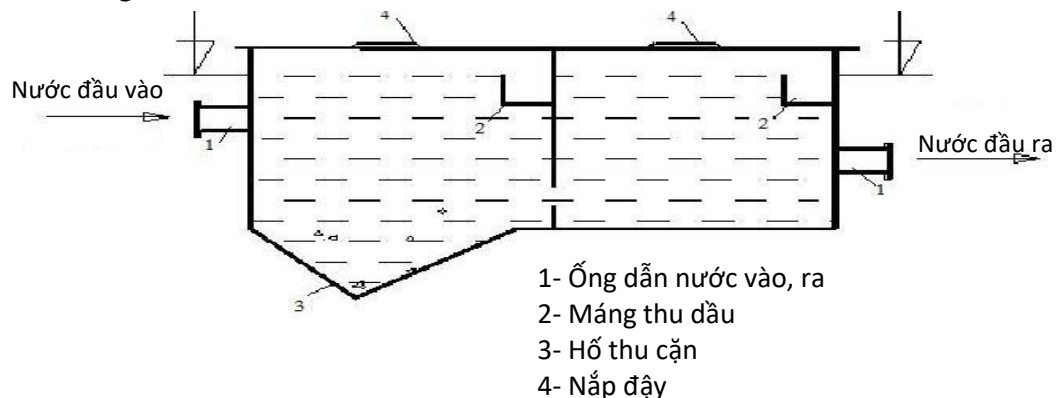 4
4
Nước đầu vào
2
2
1
Nước đầu ra
1
3
1- Ống dẫn nước vào, ra
2- Máng thu dầu
3- Hố thu cặn
4- Nắp đậy